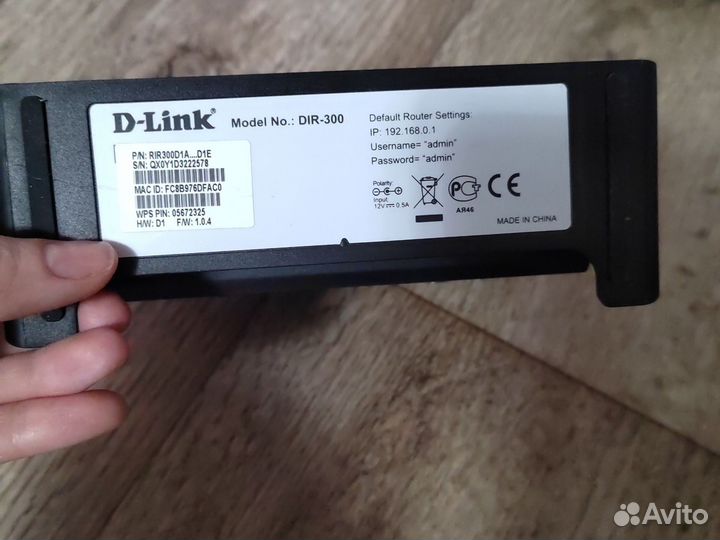 D-Link Model No.: DIR-300
P/N: RIR300D1A....D1E
S/N: QX0Y1D3222578
MAC ID: FC8B976DFAC0
WPS PIN: 05672325
H/W: D1 F/W: 1.0.4
Default Router Settings:
IP: 192.168.0.1
Username= "admin"
Password= "admin"
Polarity:
Input:
12V 0.5A
АЯ46
CE
MADE IN CHINA
Avito